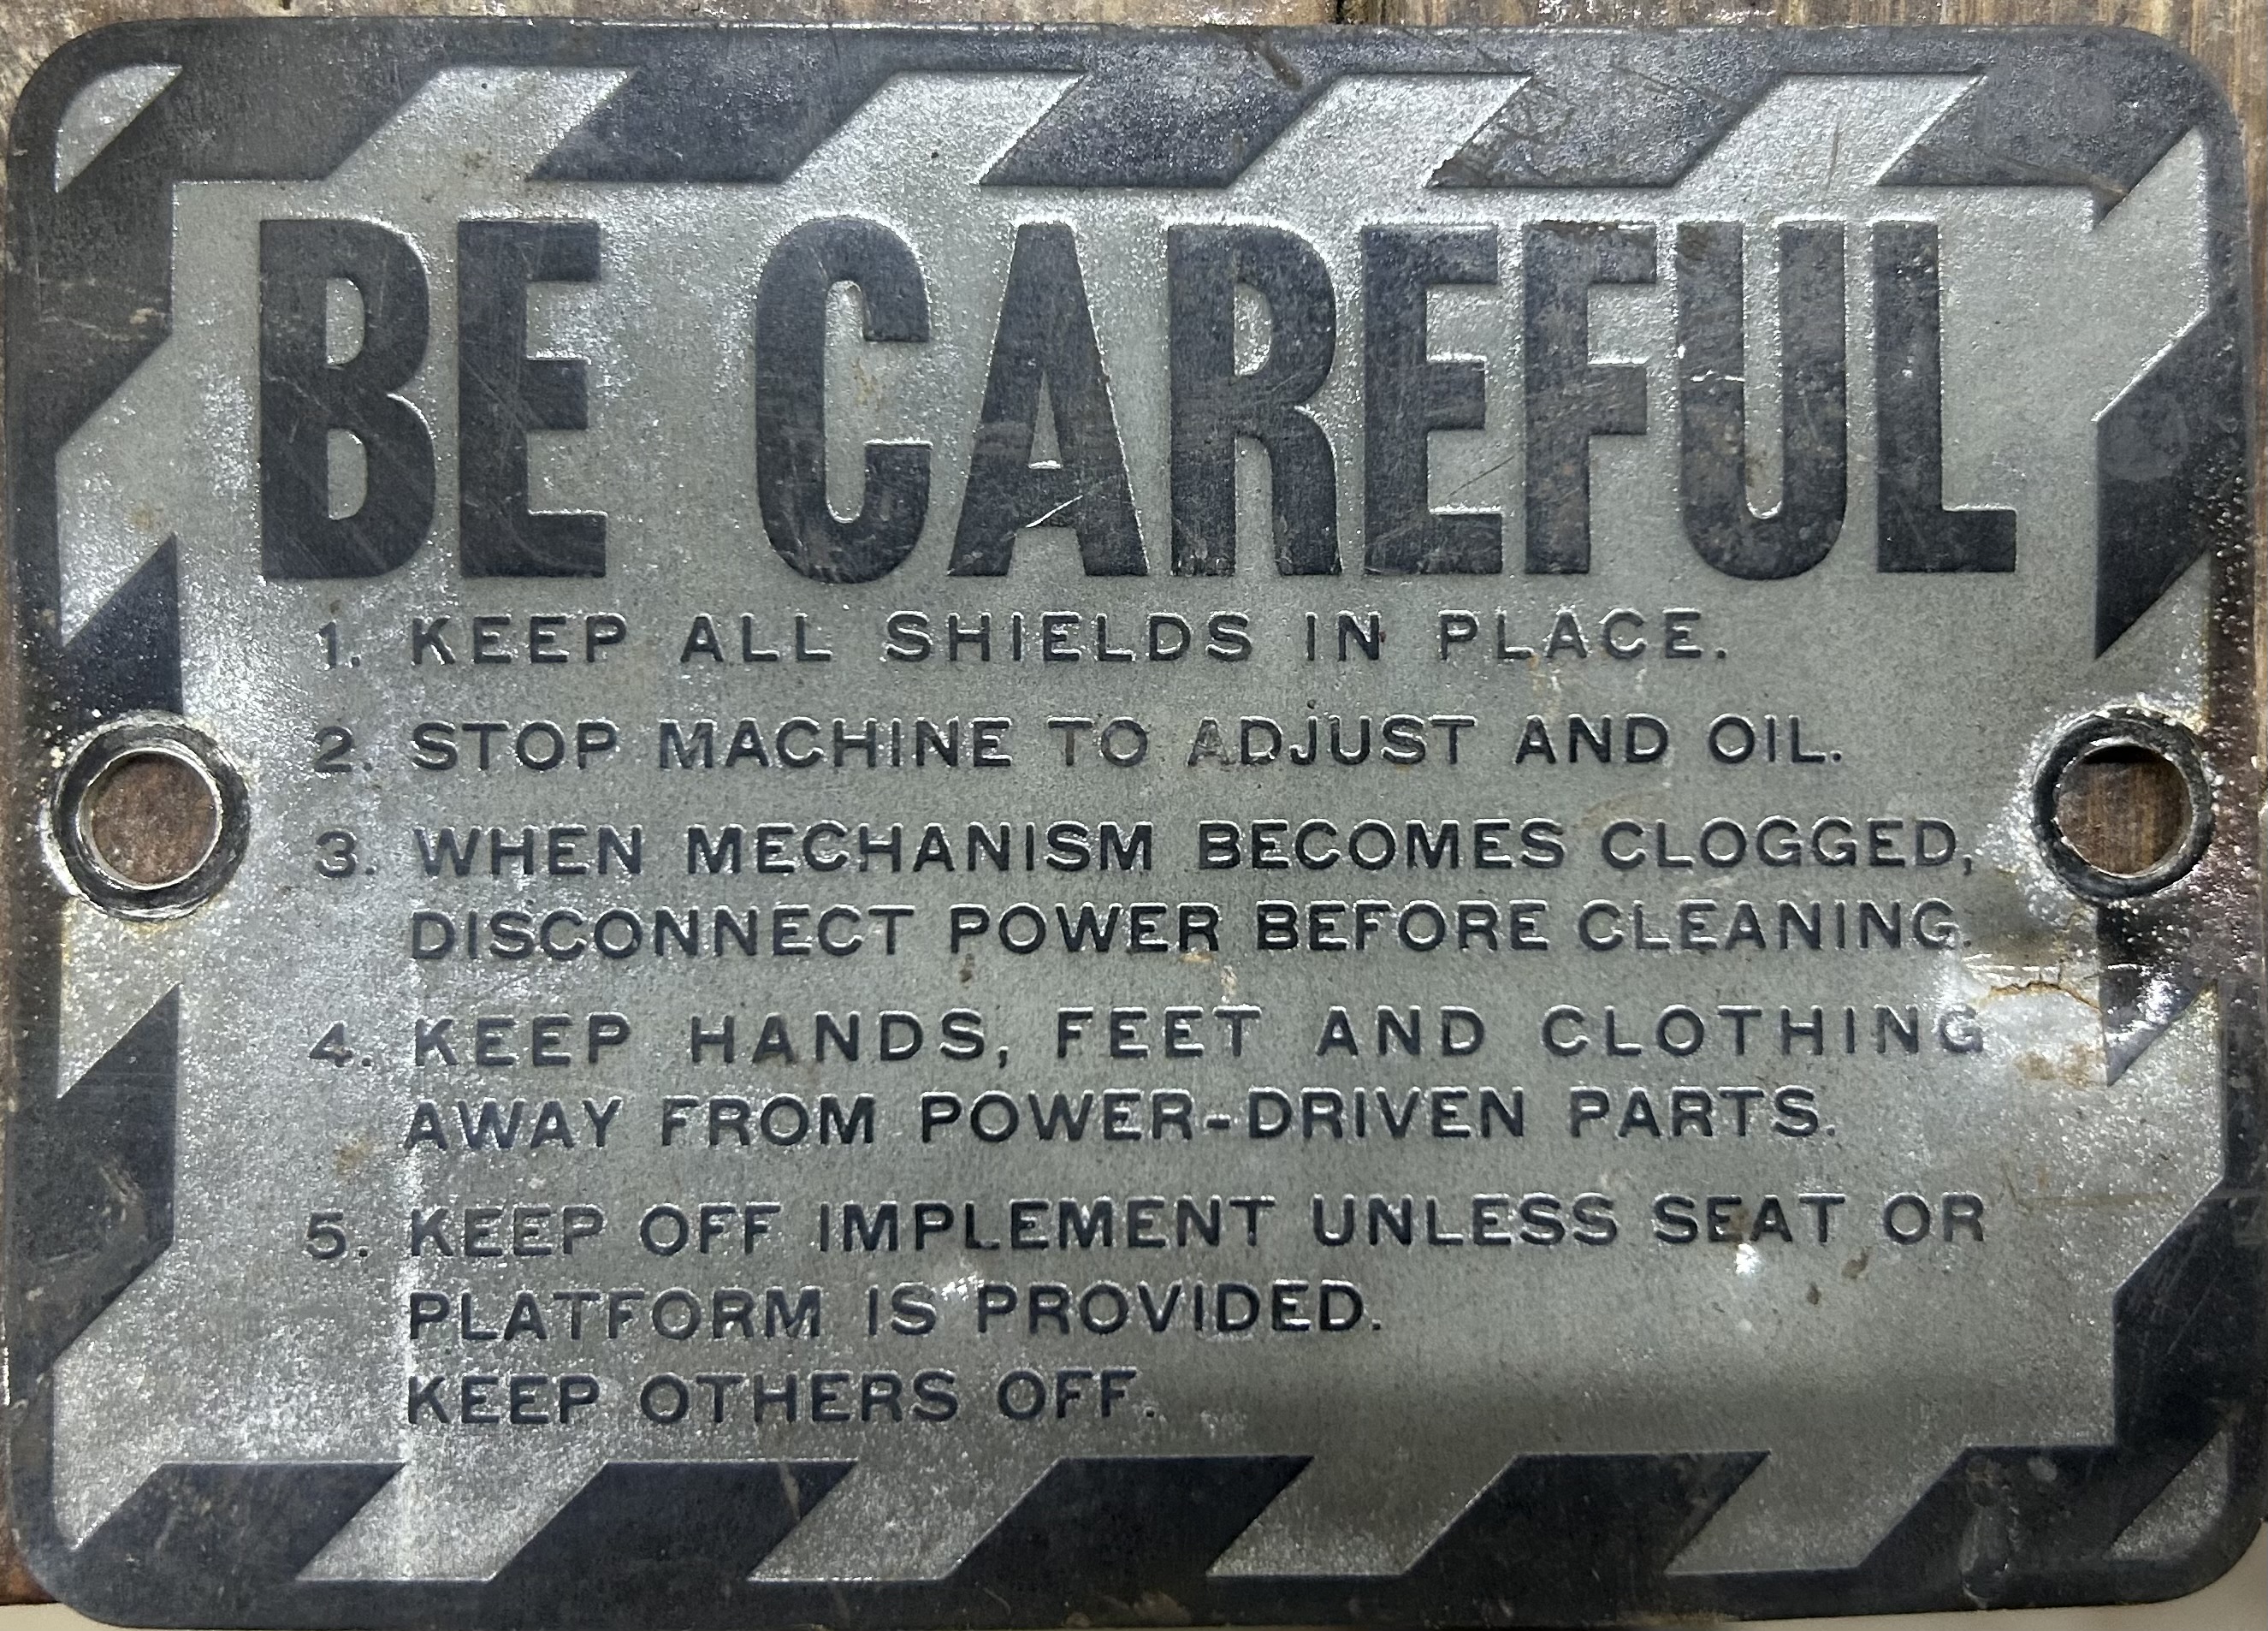 BE CAREFUL
1. KEEP ALL SHIELDS IN PLACE.
2. STOP MACHINE TO ADJUST AND OIL.
3. WHEN MECHANISM BECOMES CLOGGED,
DISCONNECT POWER BEFORE CLEANING.
4. KEEP HANDS, FEET AND CLOTHING
AWAY FROM POWER-DRIVEN PARTS.
5. KEEP OFF IMPLEMENT UNLESS SEAT OR
PLATFORM IS PROVIDED.
KEEP OTHERS OFF.